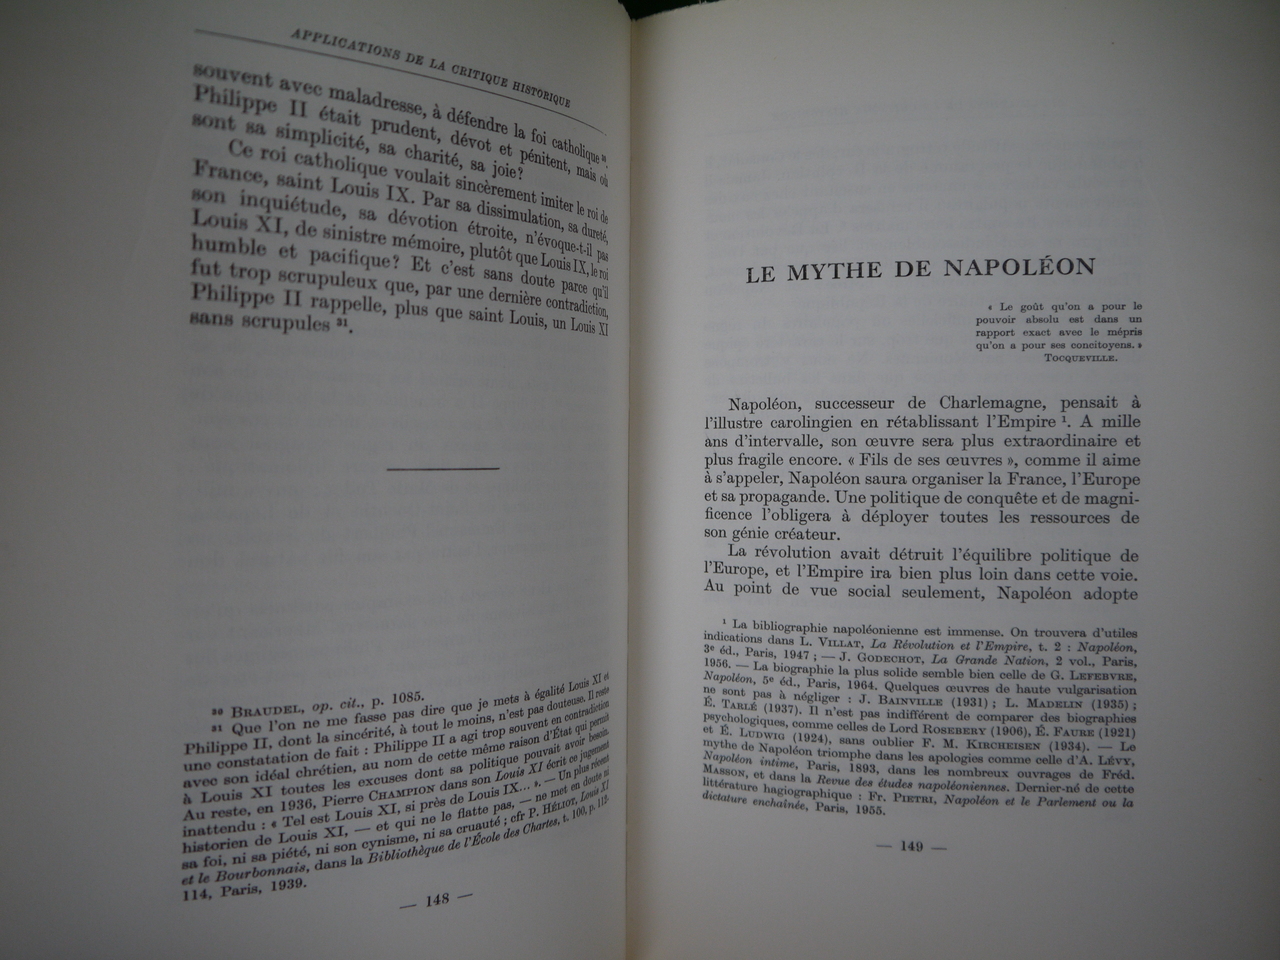 APPLICATIONS DE LA CRITIQUE HISTORIQUE
souvent avec maladresse, à défendre la foi catholique ³⁰.
Philippe II était prudent, dévot et pénitent, mais où
sont sa simplicité, sa charité, sa joie?
Ce roi catholique voulait sincèrement imiter le roi de
France, saint Louis IX. Par sa dissimulation, sa dureté,
son inquiétude, sa dévotion étroite, n'évoque-t-il pas
Louis XI, de sinistre mémoire, plutôt que Louis IX, le roi
humble et pacifique? Et c'est sans doute parce qu'il
fut trop scrupuleux que, par une dernière contradiction,
Philippe II rappelle, plus que saint Louis, un Louis XI
sans scrupules ³¹.
³⁰ BRAUDEL, op. cit., p. 1085.
³¹ Que l'on ne me fasse pas dire que je mets à égalité Louis XI et
Philippe II, dont la sincérité, à tout le moins, n'est pas douteuse. Il reste
une constatation de fait : Philippe II a agi trop souvent en contradiction
avec son idéal chrétien, au nom de cette même raison d'État qui permit
à Louis XI toutes les excuses dont sa politique pouvait avoir besoin.
Au reste, en 1936, Pierre CHAMPION dans son Louis XI écrit ce jugement
inattendu : « Tel est Louis XI, si près de Louis IX... ». — Un plus récent
historien de Louis XI, — et qui ne le flatte pas, — ne met en doute ni
sa foi, ni sa piété, ni son cynisme, ni sa cruauté ; cfr P. HÉLIOT, Louis XI
et le Bourbonnais, dans la Bibliothèque de l'École des Chartes, t. 100, p. 112-
114, Paris, 1939.
— 148 —
LE MYTHE DE NAPOLÉON
« Le goût qu'on a pour le
pouvoir absolu est dans un
rapport exact avec le mépris
qu'on a pour ses concitoyens. »
TOCQUEVILLE.
Napoléon, successeur de Charlemagne, pensait à
l'illustre carolingien en rétablissant l'Empire ¹. A mille
ans d'intervalle, son œuvre sera plus extraordinaire et
plus fragile encore. « Fils de ses œuvres », comme il aime
à s'appeler, Napoléon saura organiser la France, l'Europe
et sa propagande. Une politique de conquête et de magni-
ficence l'obligera à déployer toutes les ressources de
son génie créateur.
La révolution avait détruit l'équilibre politique de
l'Europe, et l'Empire ira bien plus loin dans cette voie.
Au point de vue social seulement, Napoléon adopte
¹ La bibliographie napoléonienne est immense. On trouvera d'utiles
indications dans L. VILLAT, La Révolution et l'Empire, t. 2 : Napoléon,
3ᵉ éd., Paris, 1947 ; — J. GODECHOT, La Grande Nation, 2 vol., Paris,
1956. — La biographie la plus solide semble bien celle de G. LEFEBVRE,
Napoléon, 5ᵉ éd., Paris, 1964. Quelques œuvres de haute vulgarisation
ne sont pas à négliger : J. BAINVILLE (1931) ; L. MADELIN (1935) ;
É. TARLÉ (1937). Il n'est pas indifférent de comparer des biographies
psychologiques, comme celles de Lord ROSEBERY (1906), É. FAURE (1921)
et É. LUDWIG (1924), sans oublier F. M. KIRCHEISEN (1934). — Le
mythe de Napoléon triomphe dans les apologies comme celle d'A. LÉVY,
Napoléon intime, Paris, 1893, dans les nombreux ouvrages de Fréd.
MASSON, et dans la Revue des études napoléoniennes. Dernier-né de cette
littérature hagiographique : Fr. PIETRI, Napoléon et le Parlement ou la
dictature enchaînée, Paris, 1955.
— 149 —